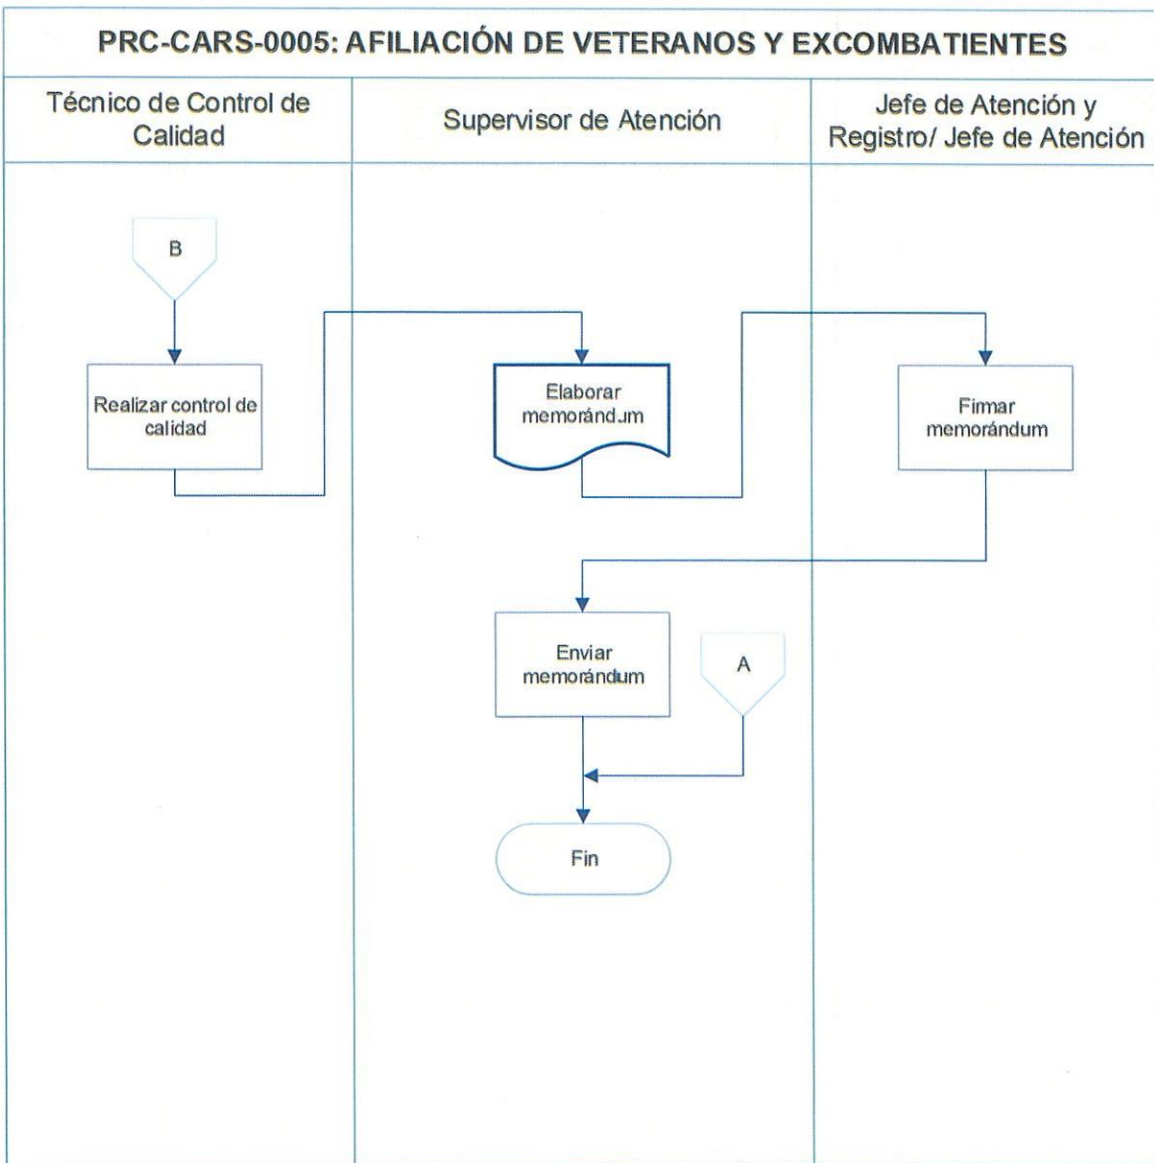 PRC-CARS-0005: AFILIACIÓN DE VETERANOS Y EXCOMBATIENTES
Técnico de Control de
Calidad
Supervisor de Atención
Jefe de Atención y
Registro/ Jefe de Atención
B
Realizar control de
calidad
Elaborar
memorándum
Firmar
memorándum
Enviar
memorándum
A
Fin